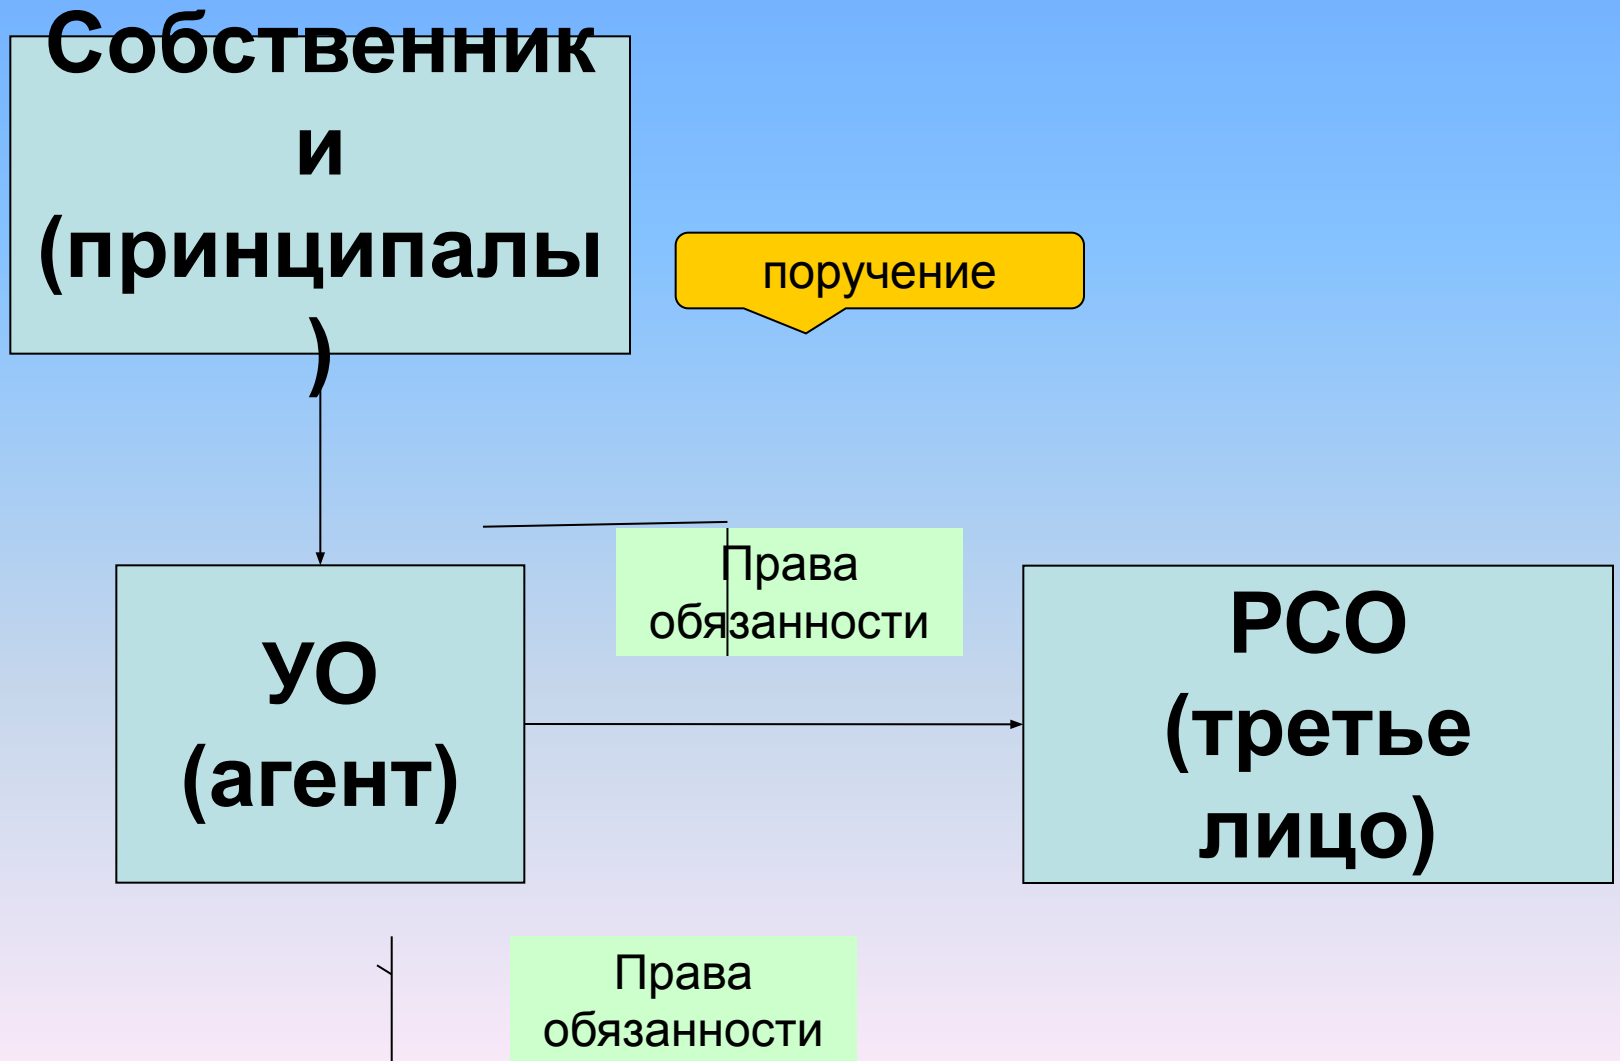 Собственник
и
(принципалы
)
поручение
Права
обязанности
УО
(агент)
РСО
(третье
лицо)
Права
обязанности